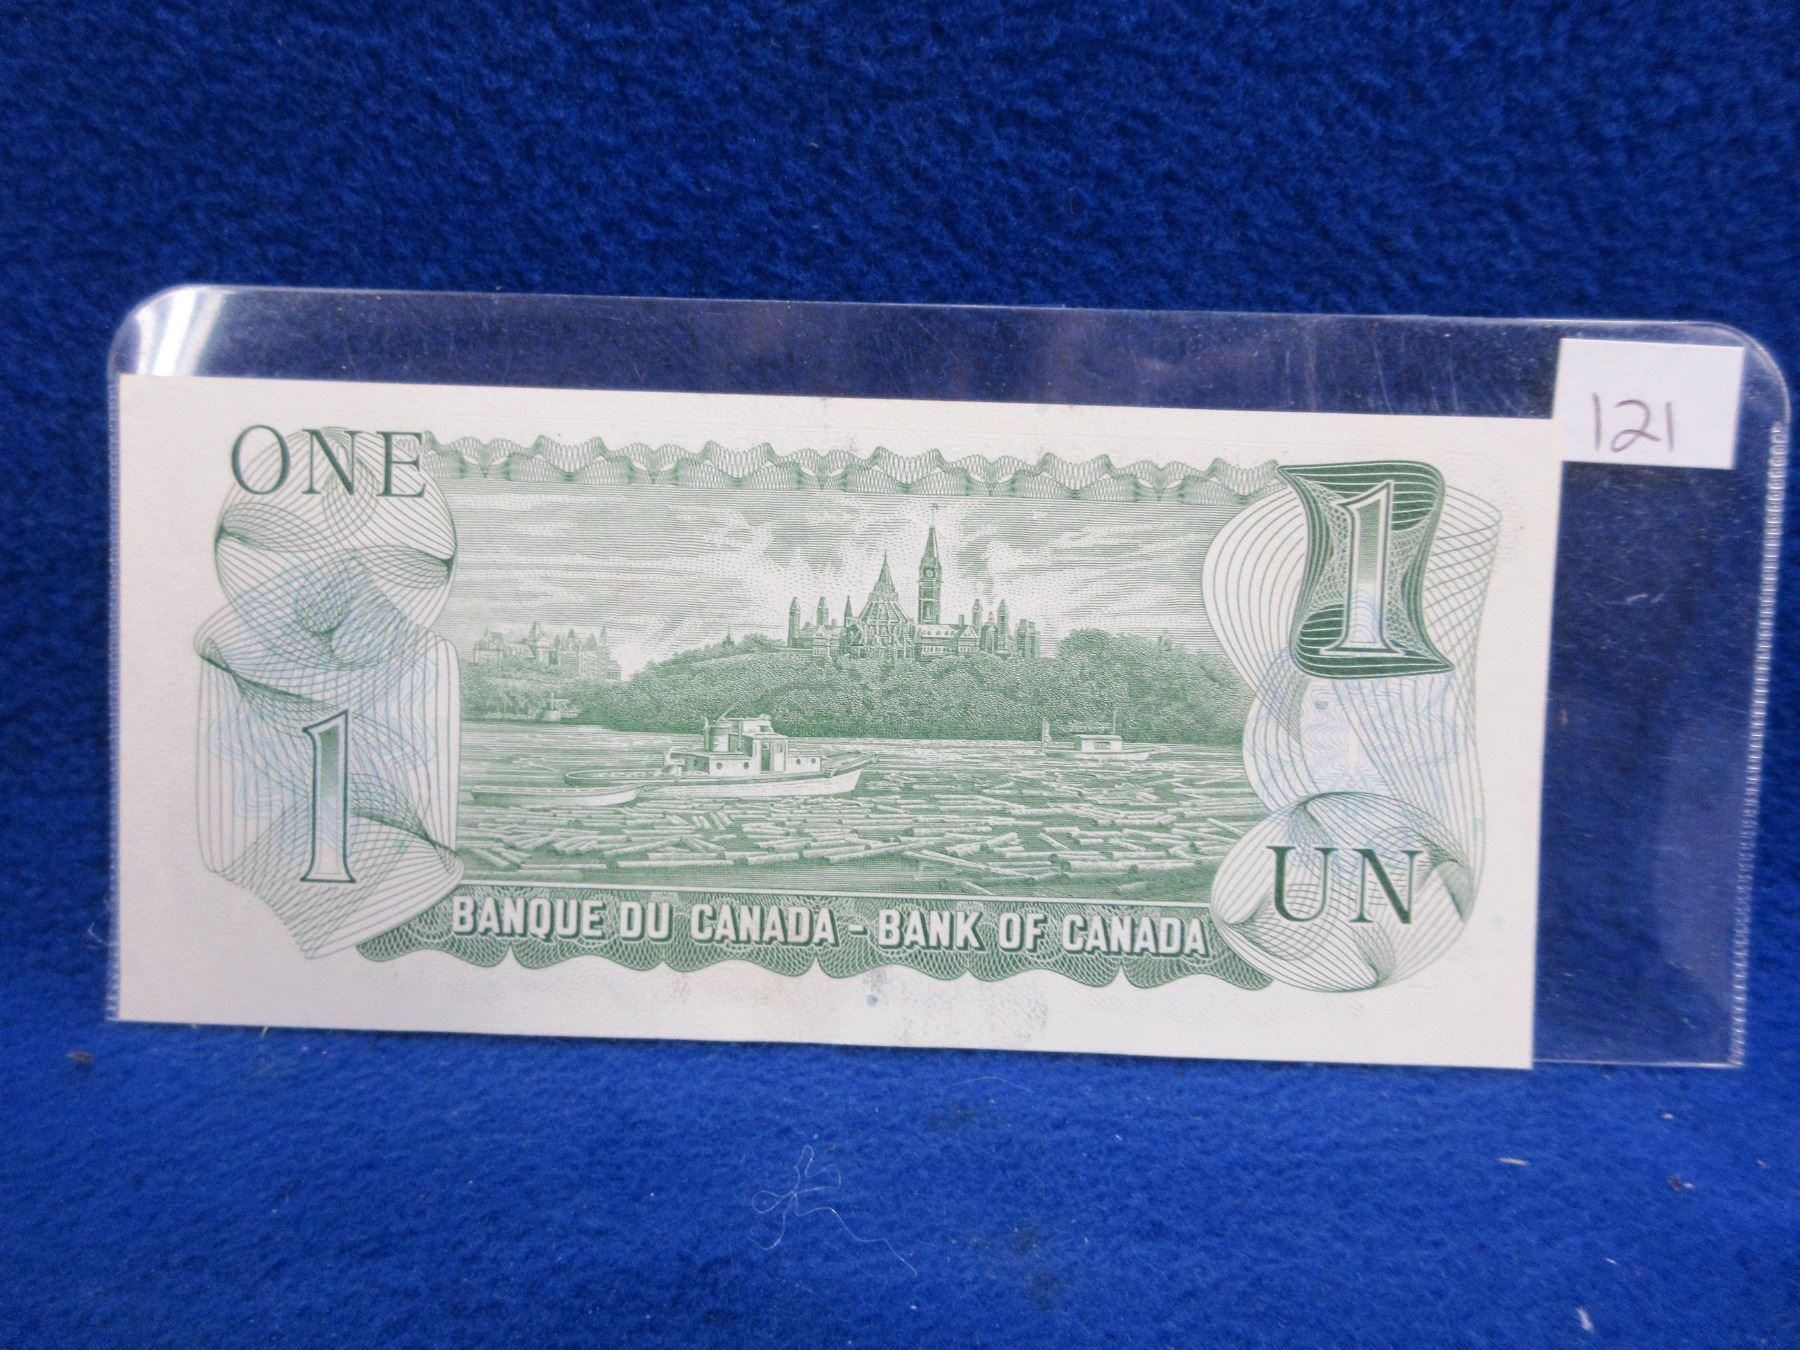 121
ONE
1
1
UN
BANQUE DU CANADA - BANK OF CANADA